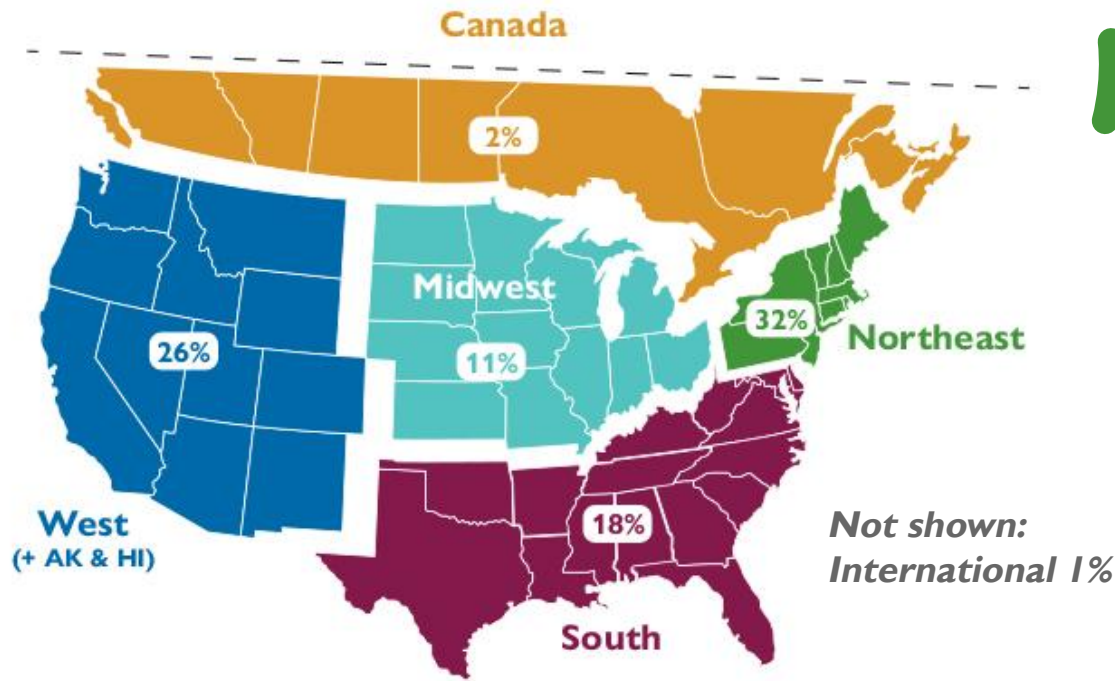 Canada
2%
Midwest
32%
Northeast
26%
11%
West
(+ AK & HI)
18%
Not shown:
International 1%
South